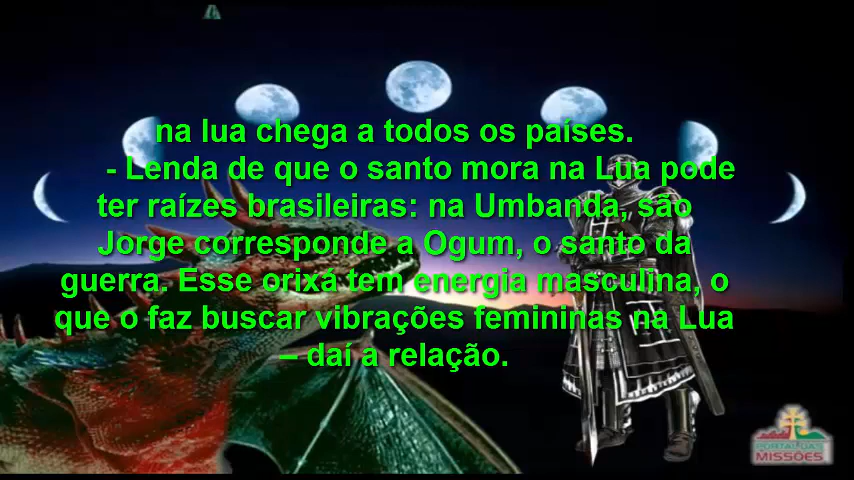 na lua chega a todos os países.
- Lenda de que o santo mora na Lua pode
ter raízes brasileiras: na Umbanda, são
Jorge corresponde a Ogum, o santo da
guerra. Esse orixá tem energia masculina, o
que o faz buscar vibrações femininas na Lua
– daí a relação.
PORTAL DAS
MISSÕES